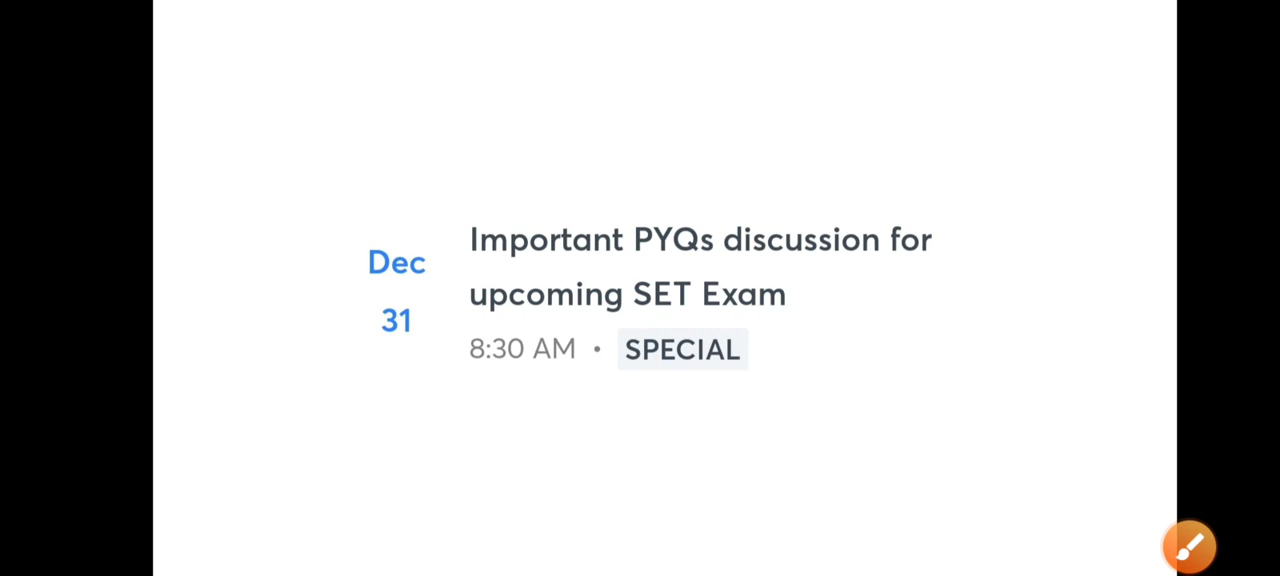 Dec
31
Important PYQs discussion for
upcoming SET Exam
8:30 AM • SPECIAL